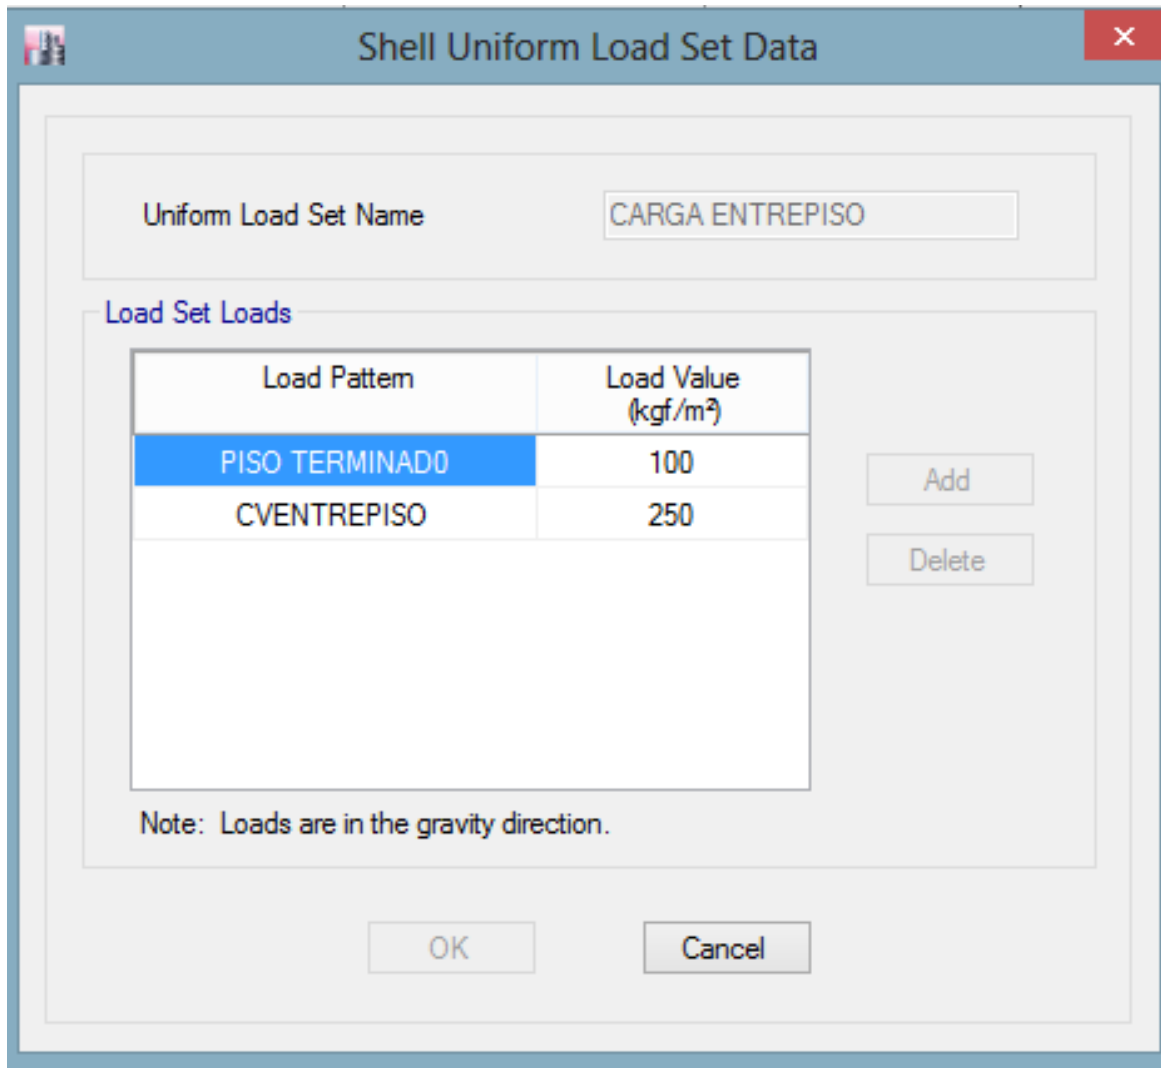 Shell Uniform Load Set Data
Uniform Load Set Name CARGA ENTREPISO
Load Set Loads
Load Pattern Load Value
(kgf/m²)
PISO TERMINAD0 100
CVENTREPISO 250
Add
Delete
Note: Loads are in the gravity direction.
OK Cancel